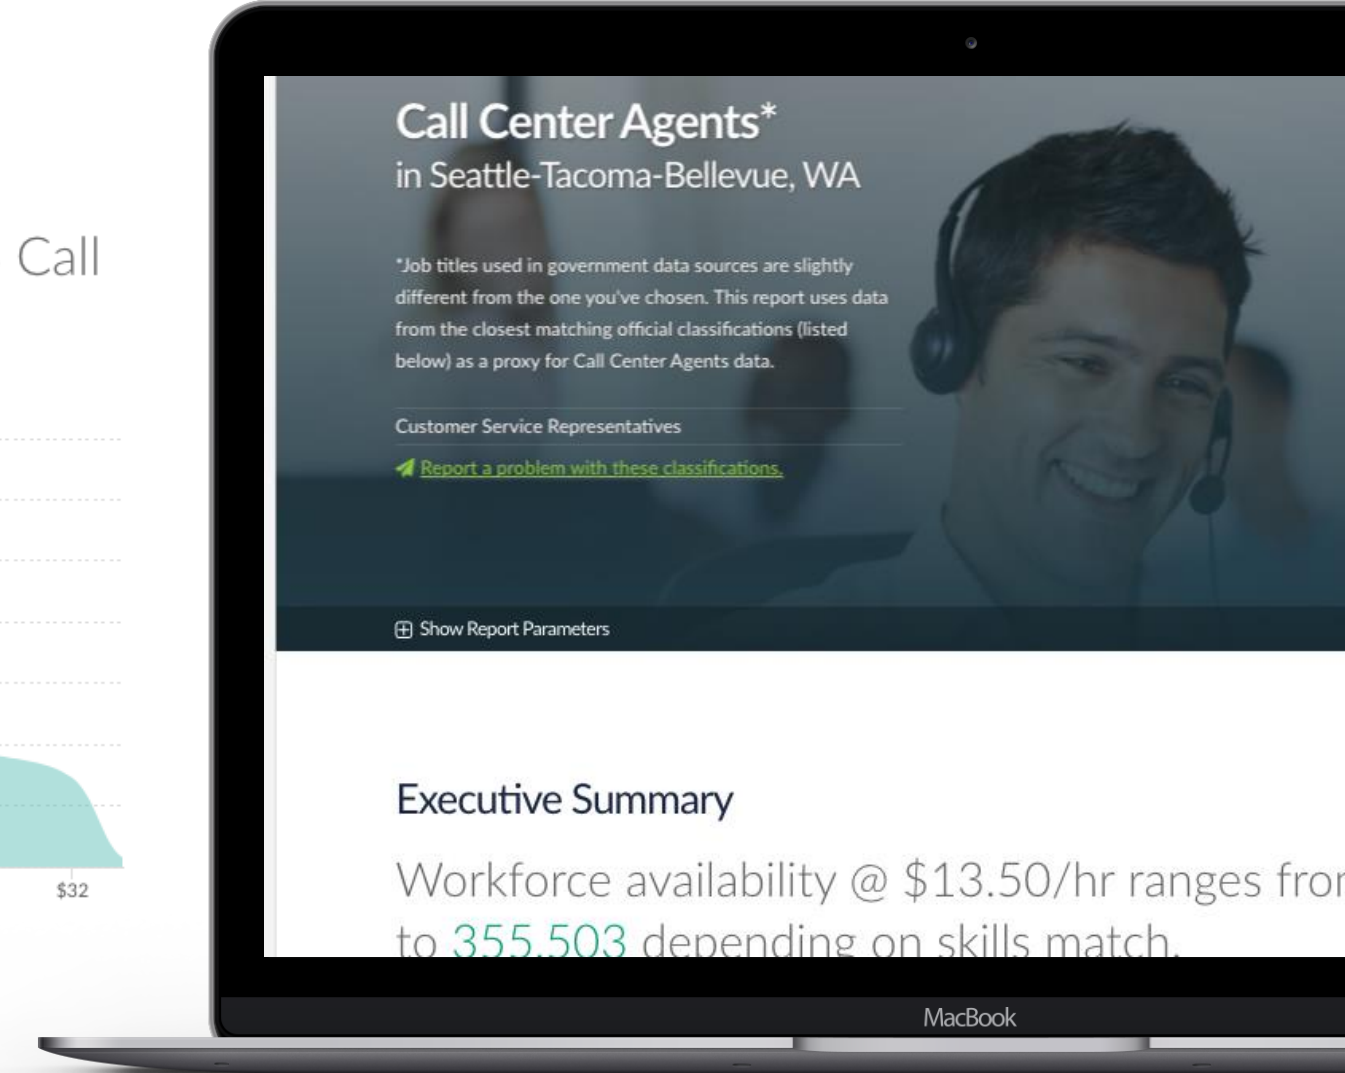 Call
$32
Call Center Agents*
in Seattle-Tacoma-Bellevue, WA
*Job titles used in government data sources are slightly
different from the one you've chosen. This report uses data
from the closest matching official classifications (listed
below) as a proxy for Call Center Agents data.
Customer Service Representatives
Report a problem with these classifications.
Show Report Parameters
Executive Summary
Workforce availability @ $13.50/hr ranges
to 355,503 depending on skills match.
MacBook